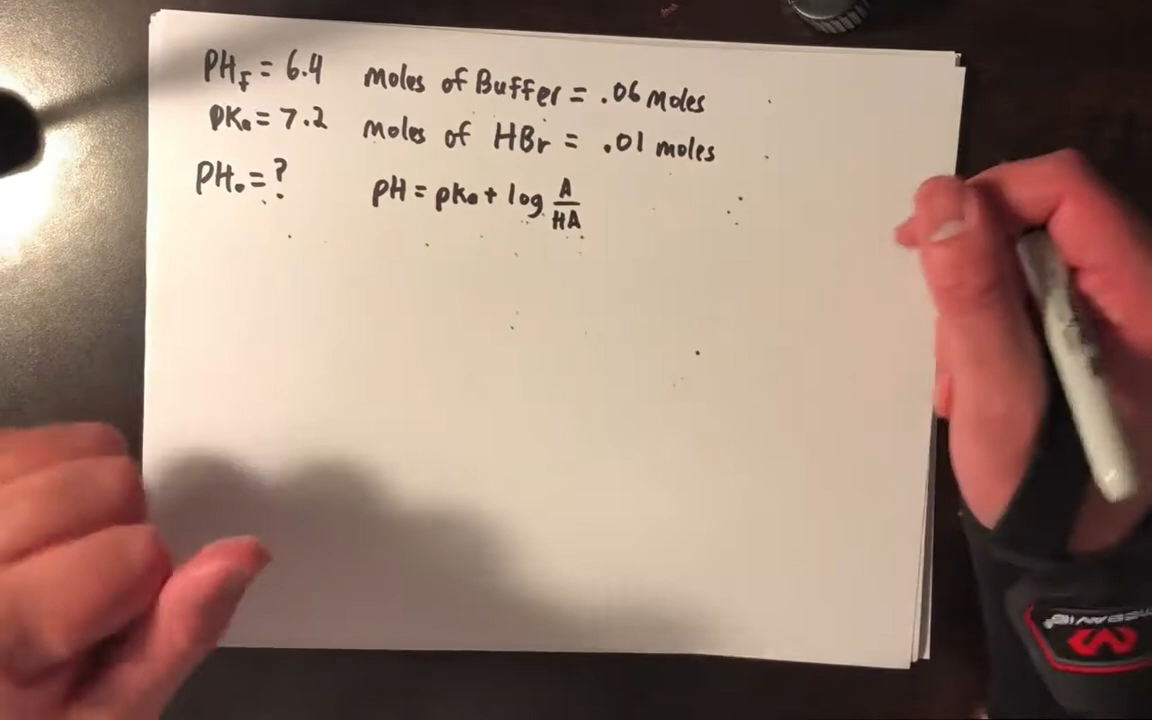 PHf = 6.4 moles of Buffer = .06 moles
PKa = 7.2 moles of HBr = .01 moles
PHo = ? pH = pKa + log A/HA